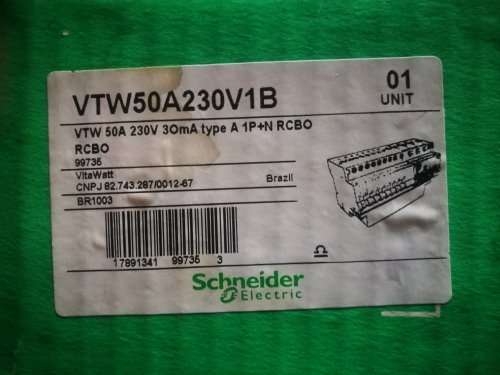 VTW50A230V1B
01
UNIT
VTW 50A 230V 30mA type A 1P+N RCBO
RCBO
99735
VitaWatt
CNPJ 82.743.287/0012-67
Brazil
BR1003
17891341 99735 3
Schneider
Electric